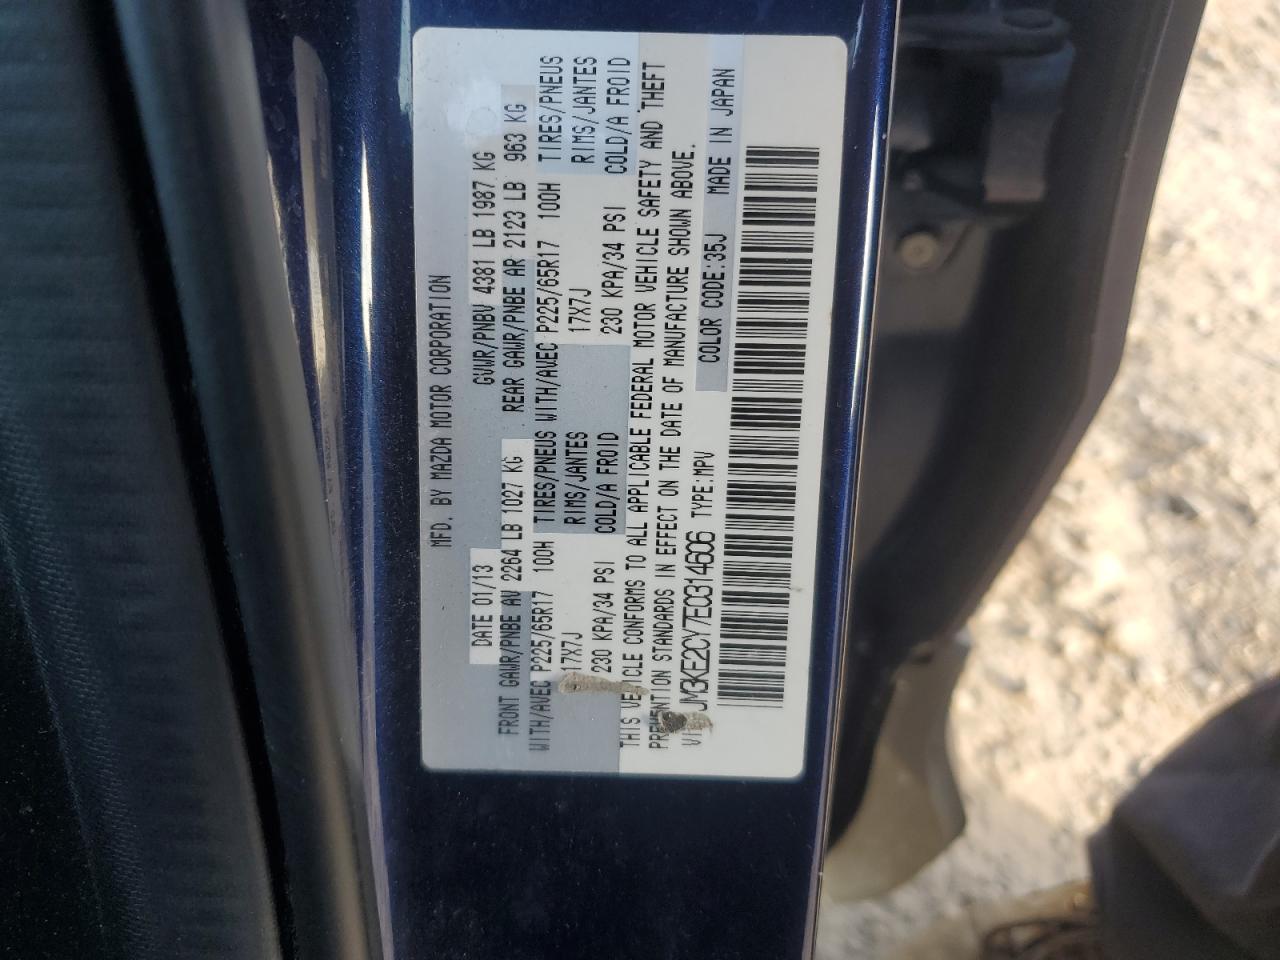 MFD. BY MAZDA MOTOR CORPORATION
DATE 01/13 GVWR/PNBV 4381 LB 1987 KG
FRONT GAWR/PNBE AV 2264 LB 1027 KG REAR GAWR/PNBE AR 2123 LB 963 KG
WITH/AVEC P225/65R17 100H TIRES/PNEUS WITH/AVEC P225/65R17 100H TIRES/PNEUS
17X7J RIMS/JANTES 17X7J RIMS/JANTES
230 KPA/34 PSI COLD/A FROID 230 KPA/34 PSI COLD/A FROID
THIS VEHICLE CONFORMS TO ALL APPLICABLE FEDERAL MOTOR VEHICLE SAFETY AND THEFT
PREVENTION STANDARDS IN EFFECT ON THE DATE OF MANUFACTURE SHOWN ABOVE.
JM3KE2CY7E0314606 TYPE:MPV COLOR CODE:35J MADE IN JAPAN